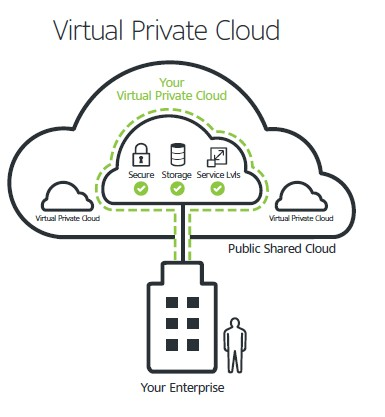 Virtual Private Cloud
Your
Virtual Private Cloud
Secure Storage Service Lvls
Virtual Private Cloud Virtual Private Cloud
Public Shared Cloud
Your Enterprise